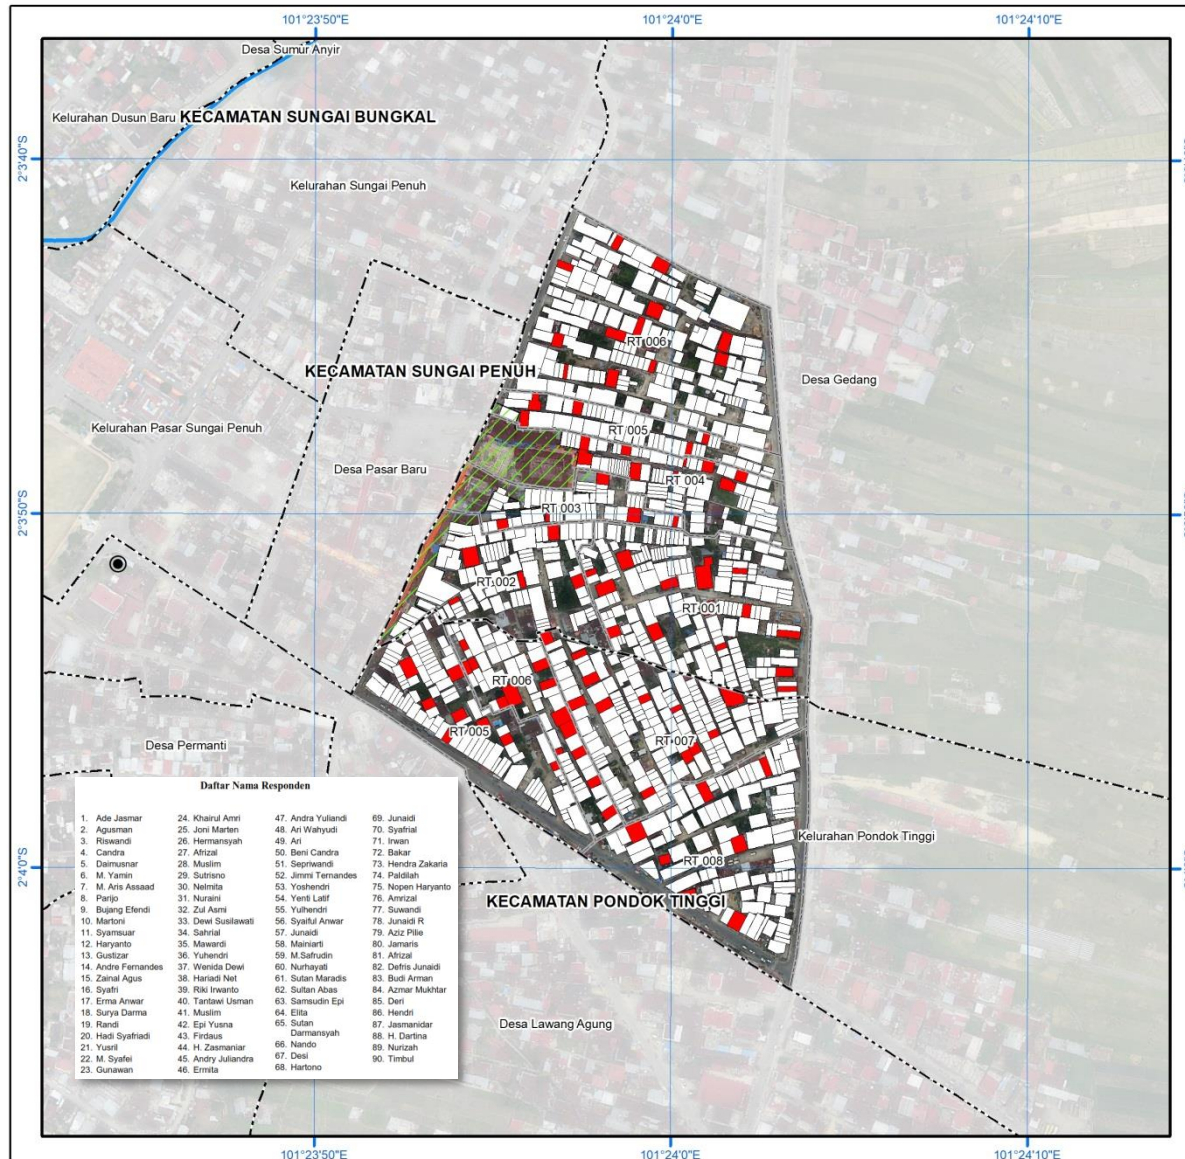 101°23'50"E
101°24'0"E
101°24'10"E
Desa Sumur Anyir
Kelurahan Dusun Baru
KECAMATAN SUNGAI BUNGKAL
2°3'40"S
Kelurahan Sungai Penuh
RT 006
KECAMATAN SUNGAI PENUH
Desa Gedang
Kelurahan Pasar Sungai Penuh
RT 005
Desa Pasar Baru
RT 004
RT 003
2°3'50"S
RT 002
RT 001
RT 006
RT 005
RT 007
Desa Permanti
Kelurahan Pondok Tinggi
RT 008
2°4'0"S
KECAMATAN PONDOK TINGGI
Desa Lawang Agung
Daftar Nama Responden
1. Ade Jasmar
2. Agusman
3. Riswandi
4. Candra
5. Daimusnar
6. M. Yamin
7. M. Aris Assaad
8. Parijo
9. Bujang Efendi
10. Martoni
11. Syamsuar
12. Haryanto
13. Gustizar
14. Andre Fernandes
15. Zainal Agus
16. Syafri
17. Erma Anwar
18. Surya Darma
19. Randi
20. Hadi Syafriadi
21. Yusril
22. M. Syafei
23. Gunawan
24. Khairul Amri
25. Joni Marten
26. Hermansyah
27. Afrizal
28. Muslim
29. Sutrisno
30. Nelmita
31. Nuraini
32. Zul Asmi
33. Dewi Susilawati
34. Sahrial
35. Mawardi
36. Yuhendri
37. Wenida Dewi
38. Hariadi Net
39. Riki Irwanto
40. Tantawi Usman
41. Muslim
42. Epi Yusna
43. Firdaus
44. H. Zasmaniar
45. Andry Juliandra
46. Ermita
47. Andra Yuliandi
48. Ari Wahyudi
49. Ari
50. Beni Candra
51. Sepriwandi
52. Jimmi Ternandes
53. Yoshendri
54. Yenti Latif
55. Yulhendri
56. Syaiful Anwar
57. Junaidi
58. Mainiarti
59. M.Safrudin
60. Nurhayati
61. Sutan Maradis
62. Sultan Abas
63. Samsudin Epi
64. Elita
65. Sutan
Darmansyah
66. Nando
67. Desi
68. Hartono
69. Junaidi
70. Syafrial
71. Irwan
72. Bakar
73. Hendra Zakaria
74. Paldilah
75. Nopen Haryanto
76. Amrizal
77. Suwandi
78. Junaidi R
79. Aziz Pilie
80. Jamaris
81. Afrizal
82. Defris Junaidi
83. Budi Arman
84. Azmar Mukhtar
85. Deri
86. Hendri
87. Jasmanidar
88. H. Dartina
89. Nurizah
90. Timbul
101°23'50"E
101°24'0"E
101°24'10"E